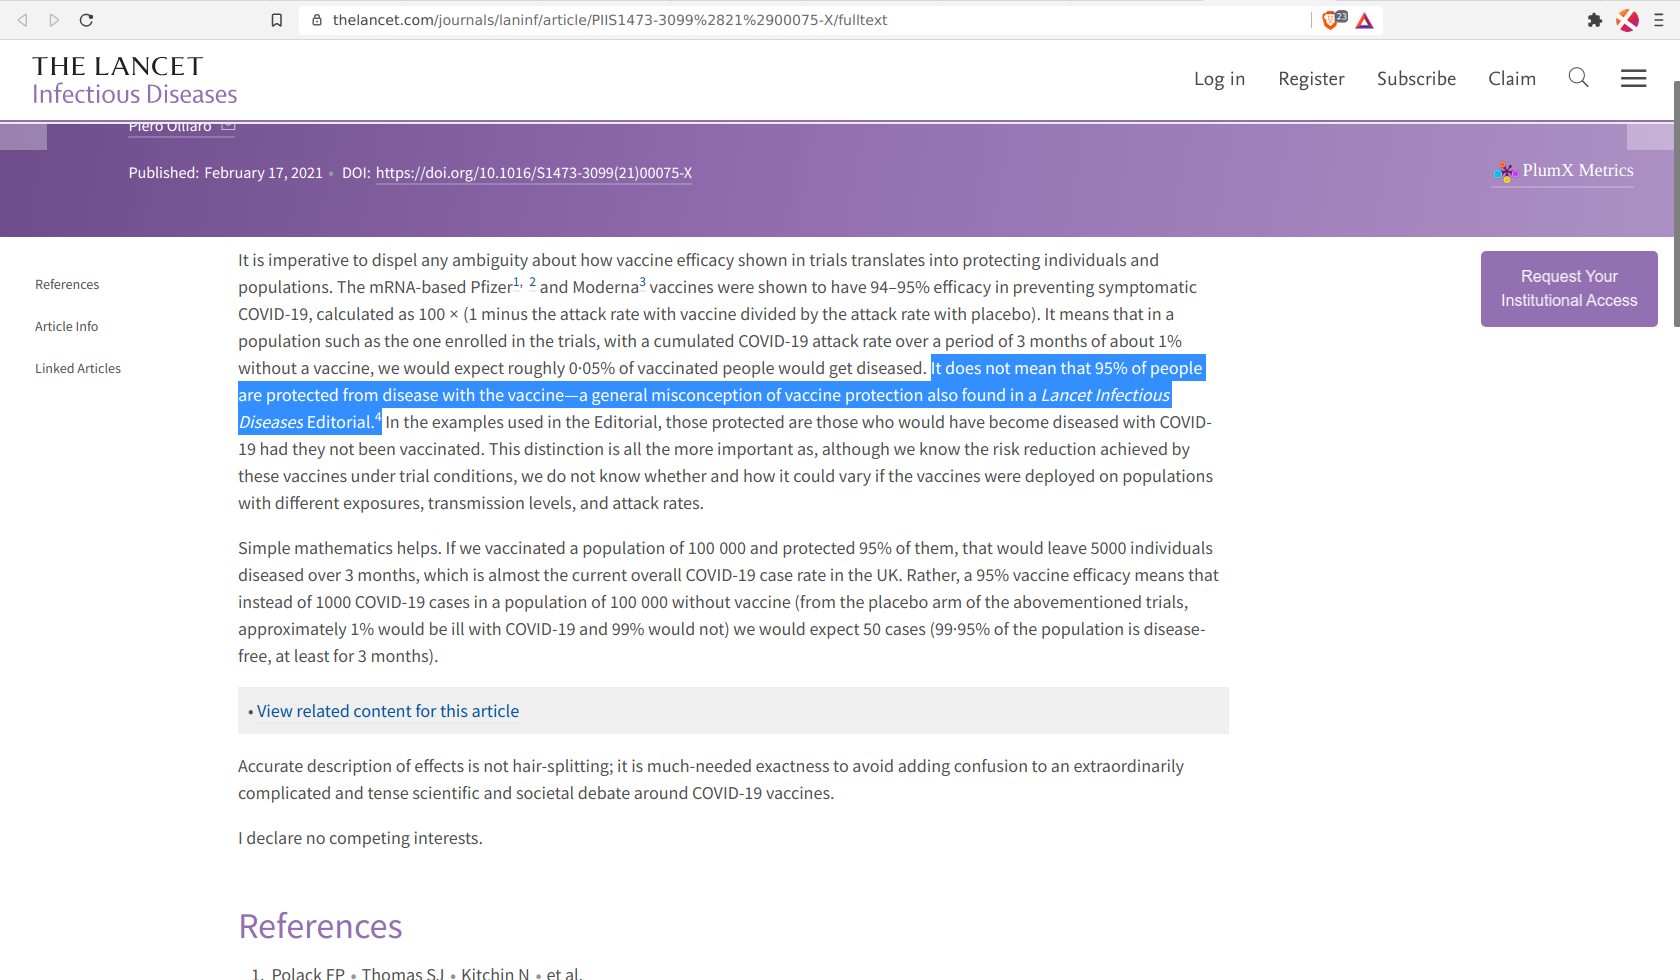 thelancet.com/journals/laninf/article/PIIS1473-3099%2821%2900075-X/fulltext
23
THE LANCET
Infectious Diseases
Log in
Register
Subscribe
Claim
Piero Olliaro
Published: February 17, 2021 • DOI: https://doi.org/10.1016/S1473-3099(21)00075-X
PlumX Metrics
References
Article Info
Linked Articles
It is imperative to dispel any ambiguity about how vaccine efficacy shown in trials translates into protecting individuals and
populations. The mRNA-based Pfizer1, 2 and Moderna3 vaccines were shown to have 94–95% efficacy in preventing symptomatic
COVID-19, calculated as 100 × (1 minus the attack rate with vaccine divided by the attack rate with placebo). It means that in a
population such as the one enrolled in the trials, with a cumulated COVID-19 attack rate over a period of 3 months of about 1%
without a vaccine, we would expect roughly 0·05% of vaccinated people would get diseased. It does not mean that 95% of people
are protected from disease with the vaccine—a general misconception of vaccine protection also found in a Lancet Infectious
Diseases Editorial.4 In the examples used in the Editorial, those protected are those who would have become diseased with COVID-
19 had they not been vaccinated. This distinction is all the more important as, although we know the risk reduction achieved by
these vaccines under trial conditions, we do not know whether and how it could vary if the vaccines were deployed on populations
with different exposures, transmission levels, and attack rates.
Simple mathematics helps. If we vaccinated a population of 100 000 and protected 95% of them, that would leave 5000 individuals
diseased over 3 months, which is almost the current overall COVID-19 case rate in the UK. Rather, a 95% vaccine efficacy means that
instead of 1000 COVID-19 cases in a population of 100 000 without vaccine (from the placebo arm of the abovementioned trials,
approximately 1% would be ill with COVID-19 and 99% would not) we would expect 50 cases (99·95% of the population is disease-
free, at least for 3 months).
• View related content for this article
Accurate description of effects is not hair-splitting; it is much-needed exactness to avoid adding confusion to an extraordinarily
complicated and tense scientific and societal debate around COVID-19 vaccines.
I declare no competing interests.
References
1. Polack FP • Thomas SJ • Kitchin N • et al.
Request Your
Institutional Access